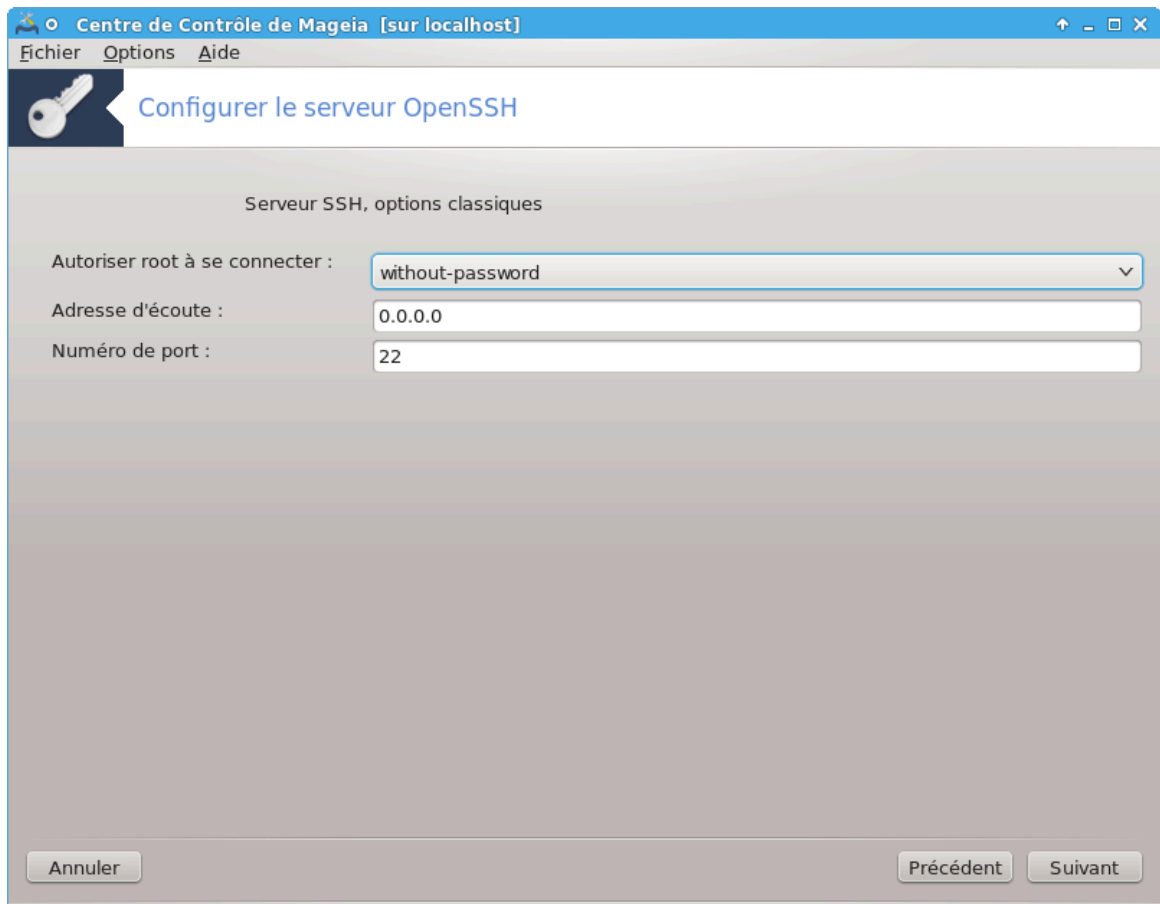 Centre de Contrôle de Mageia [sur localhost]
Fichier Options Aide
Configurer le serveur OpenSSH
Serveur SSH, options classiques
Autoriser root à se connecter : without-password
Adresse d'écoute : 0.0.0.0
Numéro de port : 22
Annuler Précédent Suivant